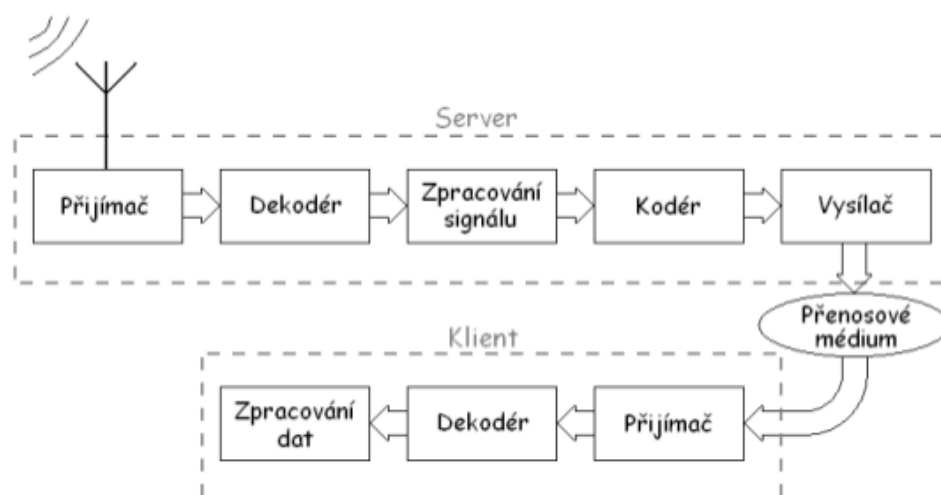 Server
Přijímač
Dekodér
Zpracování
signálu
Kodér
Vysílač
Přenosové
médium
Klient
Zpracování
dat
Dekodér
Přijímač